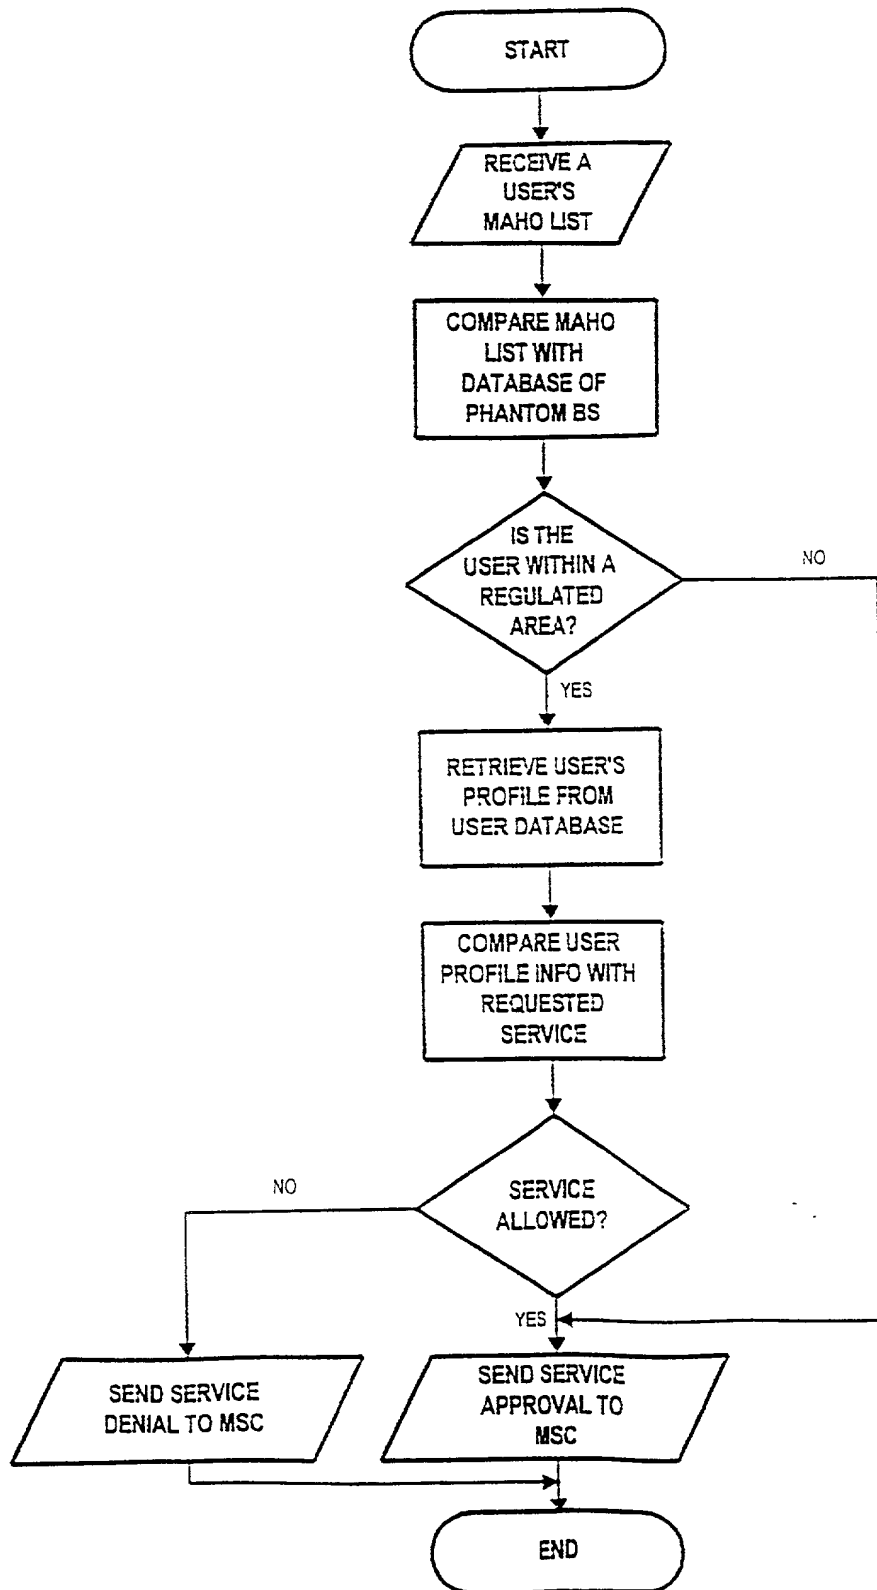 START
RECEIVE A
USER'S
MAHO LIST
COMPARE MAHO
LIST WITH
DATABASE OF
PHANTOM BS
IS THE
USER WITHIN A
REGULATED
AREA?
NO
YES
RETRIEVE USER'S
PROFILE FROM
USER DATABASE
COMPARE USER
PROFILE INFO WITH
REQUESTED
SERVICE
NO
SERVICE
ALLOWED?
YES
SEND SERVICE
DENIAL TO MSC
SEND SERVICE
APPROVAL TO
MSC
END